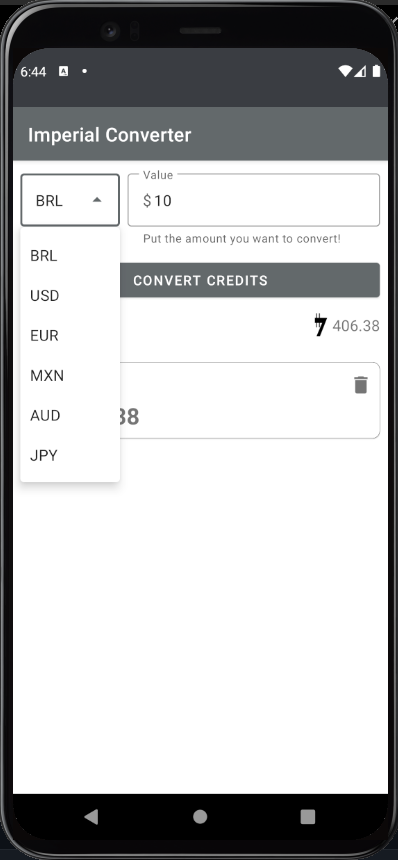 6:44
Imperial Converter
Value
BRL
$ 10
Put the amount you want to convert!
BRL
USD
EUR
MXN
AUD
JPY
CONVERT CREDITS
406.38
38